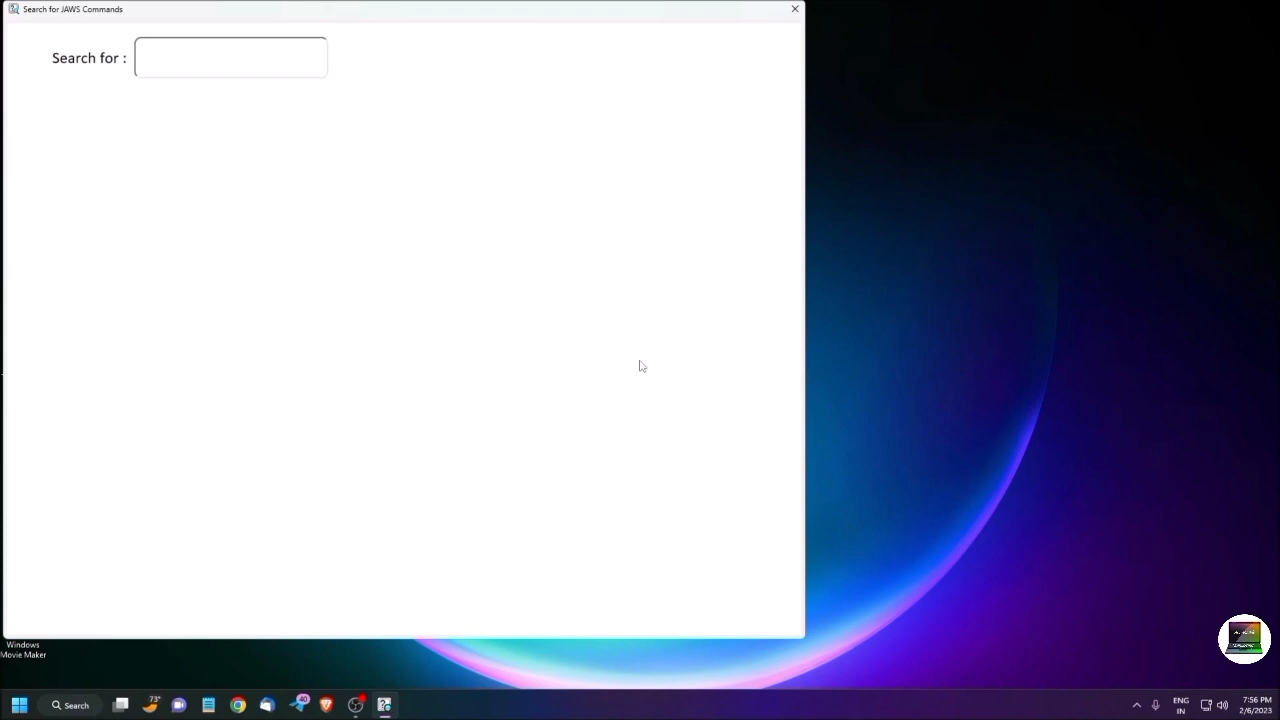 Search for JAWS Commands
Search for :
Windows
Movie Maker
73°
Search
40
ENG
IN
7:56 PM
2/6/2023